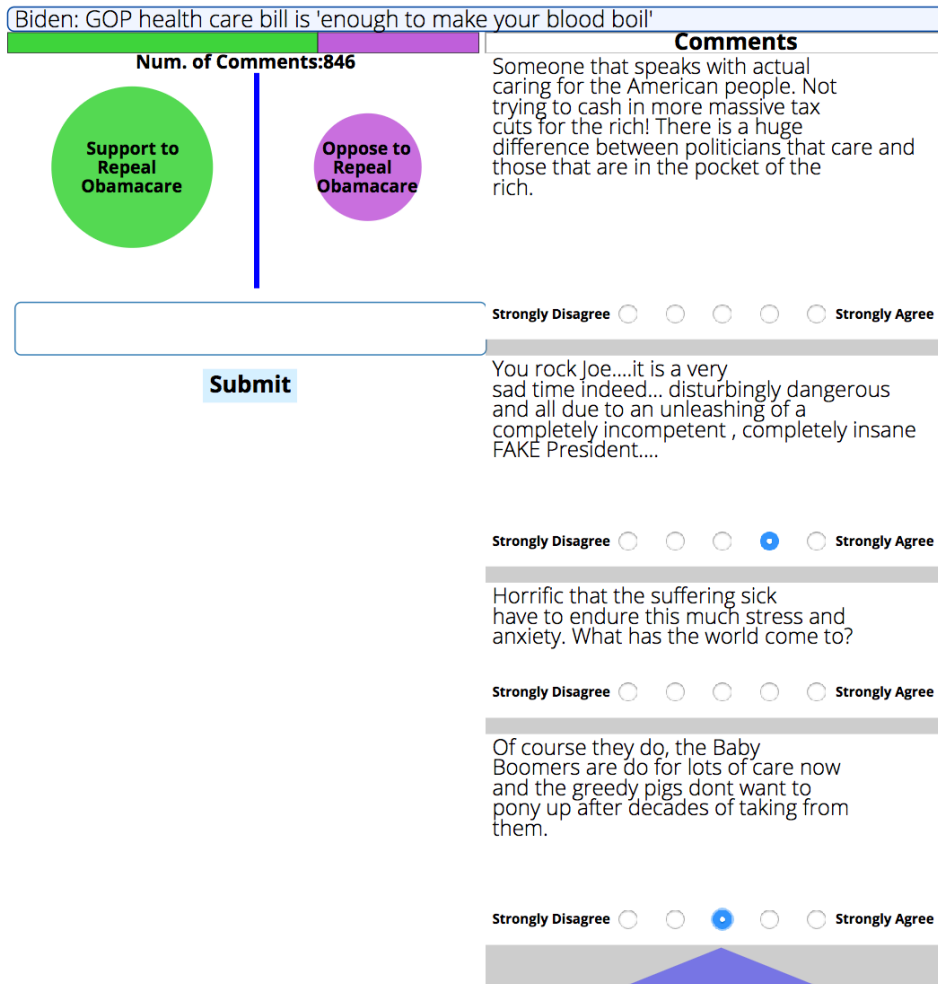 Biden: GOP health care bill is 'enough to make your blood boil'
Num. of Comments:846
Support to
Repeal
Obamacare
Oppose to
Repeal
Obamacare
Submit
Comments
Someone that speaks with actual
caring for the American people. Not
trying to cash in more massive tax
cuts for the rich! There is a huge
difference between politicians that care and
those that are in the pocket of the
rich.
Strongly Disagree Strongly Agree
You rock Joe....it is a very
sad time indeed... disturbingly dangerous
and all due to an unleashing of a
completely incompetent , completely insane
FAKE President....
Strongly Disagree Strongly Agree
Horrific that the suffering sick
have to endure this much stress and
anxiety. What has the world come to?
Strongly Disagree Strongly Agree
Of course they do, the Baby
Boomers are do for lots of care now
and the greedy pigs dont want to
pony up after decades of taking from
them.
Strongly Disagree Strongly Agree